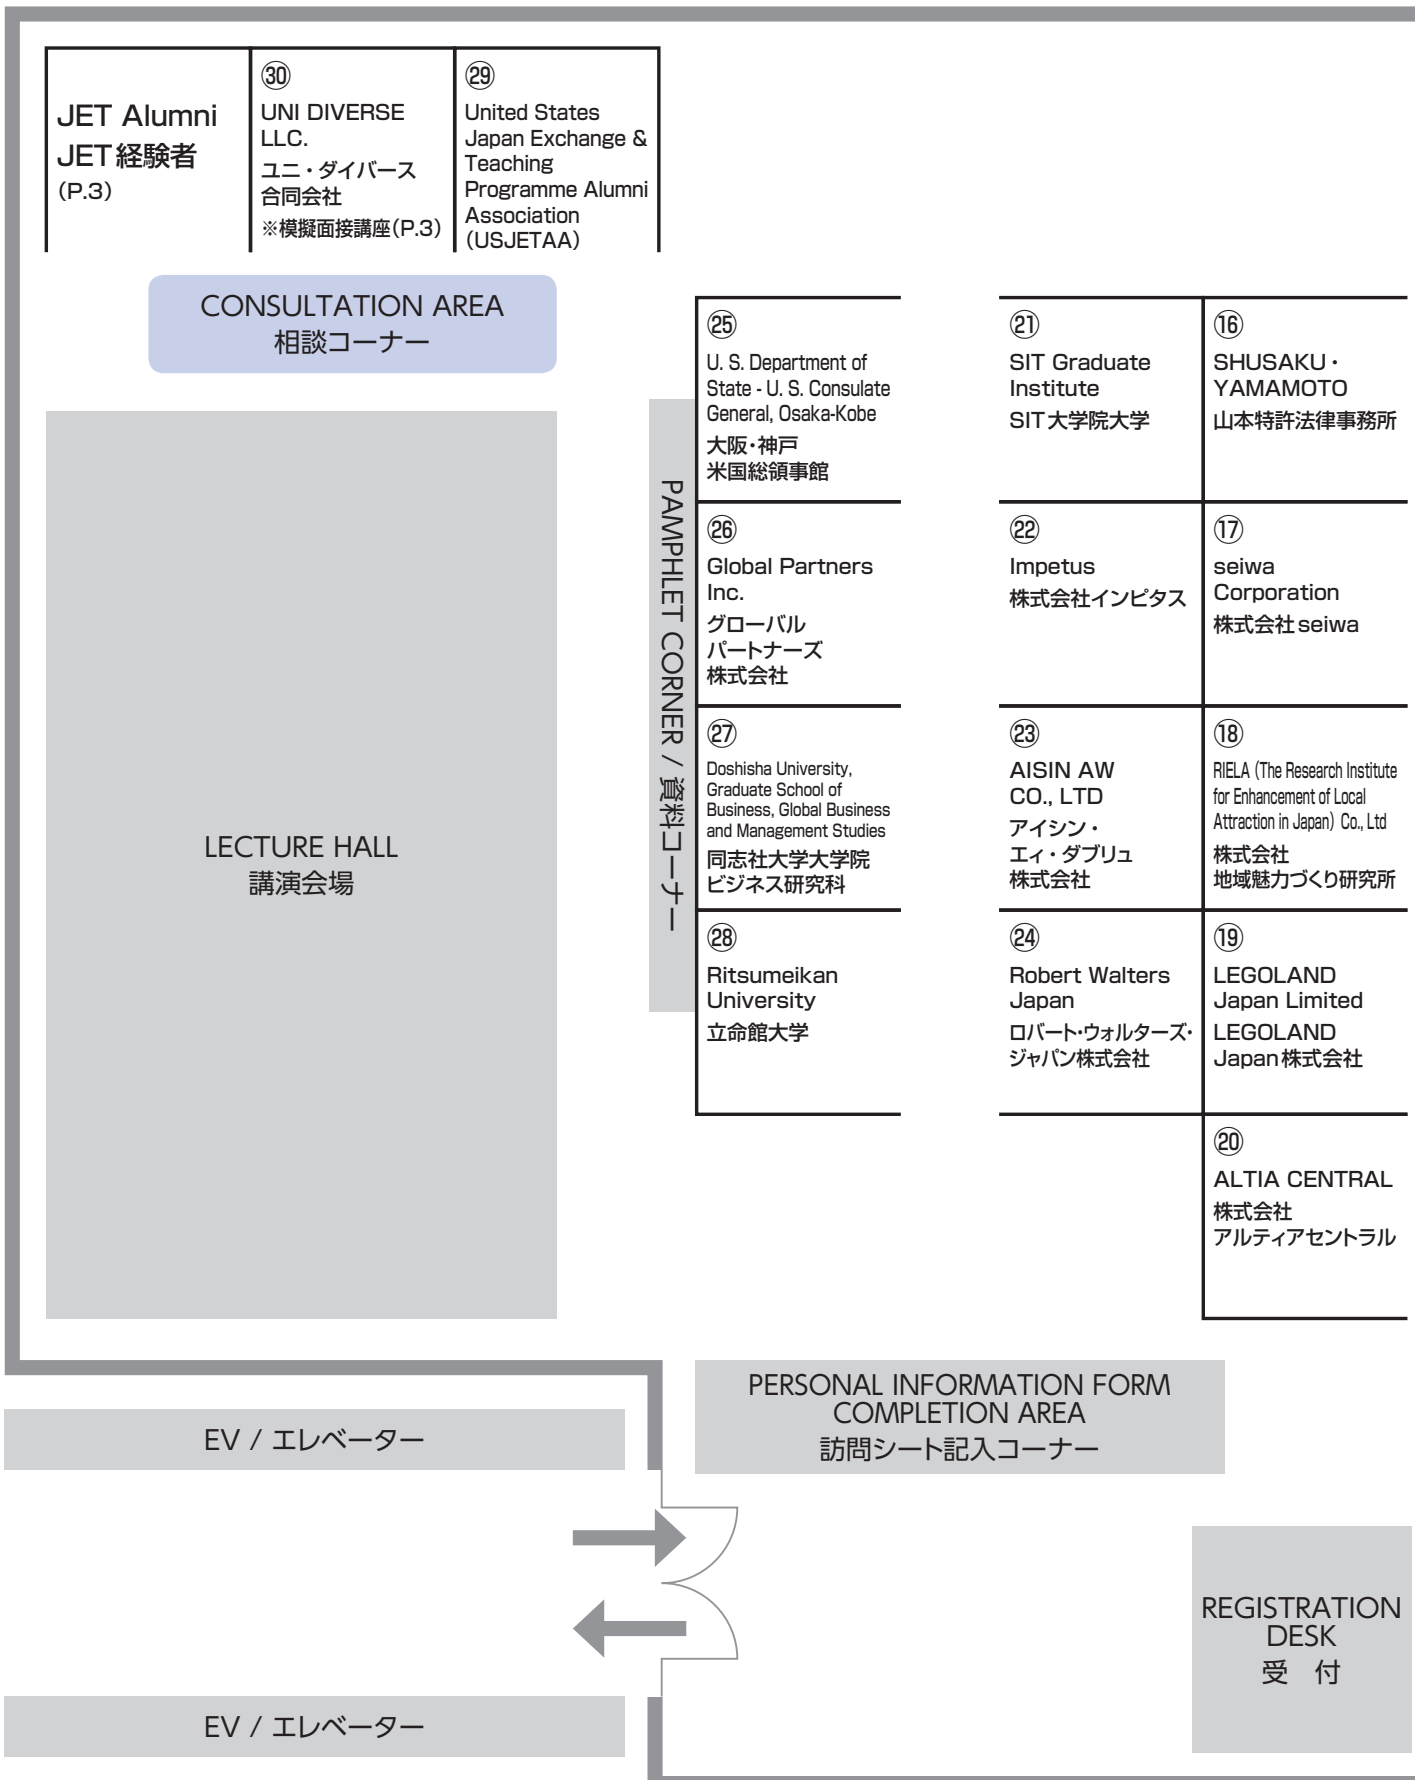 JET Alumni
JET経験者
(P.3)
㉚
UNI DIVERSE
LLC.
ユニ・ダイバース
合同会社
※模擬面接講座(P.3)
㉙
United States
Japan Exchange &
Teaching
Programme Alumni
Association
(USJETAA)
CONSULTATION AREA
相談コーナー
LECTURE HALL
講演会場
PAMPHLET CORNER / 資料コーナー
㉕
U. S. Department of
State - U. S. Consulate
General, Osaka-Kobe
大阪・神戸
米国総領事館
㉖
Global Partners
Inc.
グローバル
パートナーズ
株式会社
㉗
Doshisha University,
Graduate School of
Business, Global Business
and Management Studies
同志社大学大学院
ビジネス研究科
㉘
Ritsumeikan
University
立命館大学
㉑
SIT Graduate
Institute
SIT大学院大学
㉒
Impetus
株式会社インピタス
㉓
AISIN AW
CO., LTD
アイシン・
エィ・ダブリュ
株式会社
㉔
Robert Walters
Japan
ロバート・ウォルターズ・
ジャパン株式会社
⑯
SHUSAKU・
YAMAMOTO
山本特許法律事務所
⑰
seiwa
Corporation
株式会社seiwa
⑱
RIELA (The Research Institute
for Enhancement of Local
Attraction in Japan) Co., Ltd
株式会社
地域魅力づくり研究所
⑲
LEGOLAND
Japan Limited
LEGOLAND
Japan株式会社
⑳
ALTIA CENTRAL
株式会社
アルティアセントラル
PERSONAL INFORMATION FORM
COMPLETION AREA
訪問シート記入コーナー
EV / エレベーター
REGISTRATION
DESK
受　付
EV / エレベーター